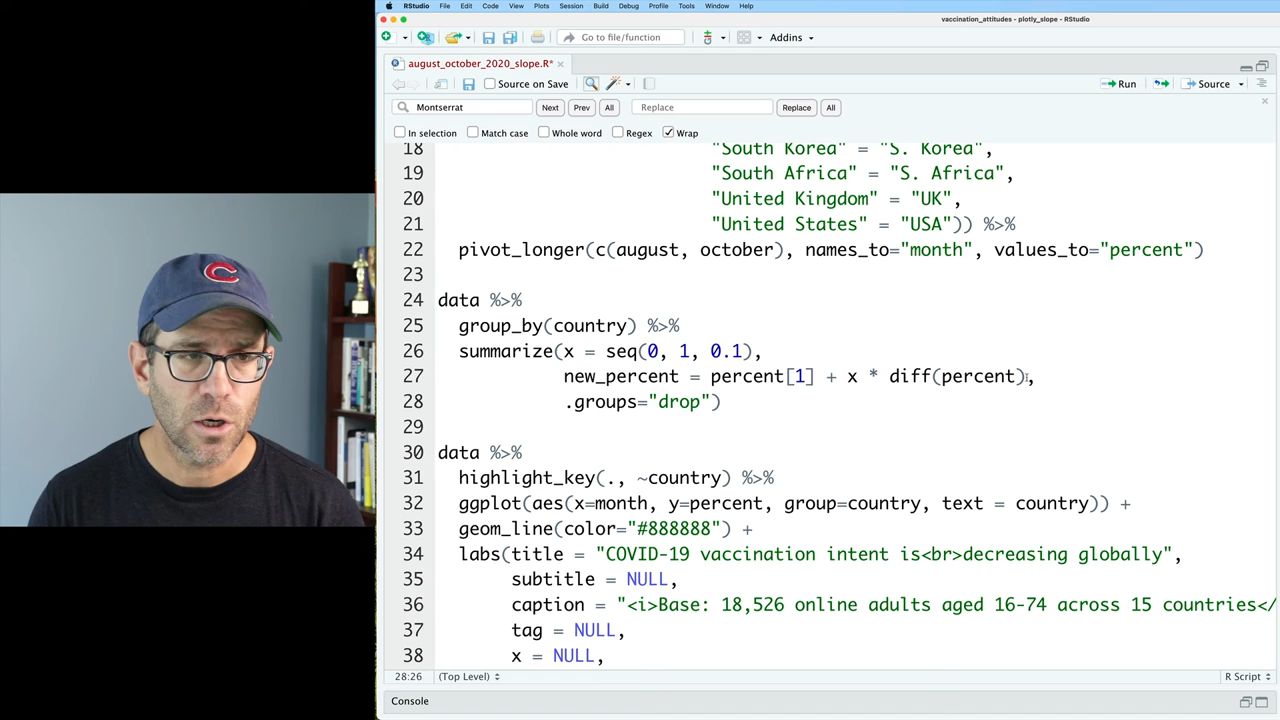 RStudio File Edit Code View Plots Session Build Debug Profile Tools Window Help
vaccination_attitudes - plotly_slope - RStudio
Go to file/function Addins
august_october_2020_slope.R*
Source on Save Run Source
Montserrat Next Prev All Replace Replace All
In selection Match case Whole word Regex Wrap
18 "South Korea" = "S. Korea",
19 "South Africa" = "S. Africa",
20 "United Kingdom" = "UK",
21 "United States" = "USA")) %>%
22 pivot_longer(c(august, october), names_to="month", values_to="percent")
23
24 data %>%
25 group_by(country) %>%
26 summarize(x = seq(0, 1, 0.1),
27 new_percent = percent[1] + x * diff(percent),
28 .groups="drop")
29
30 data %>%
31 highlight_key(., ~country) %>%
32 ggplot(aes(x=month, y=percent, group=country, text = country)) +
33 geom_line(color="#888888") +
34 labs(title = "COVID-19 vaccination intent is<br>decreasing globally",
35 subtitle = NULL,
36 caption = "<i>Base: 18,526 online adults aged 16-74 across 15 countries</
37 tag = NULL,
38 x = NULL,
28:26 (Top Level) R Script
Console